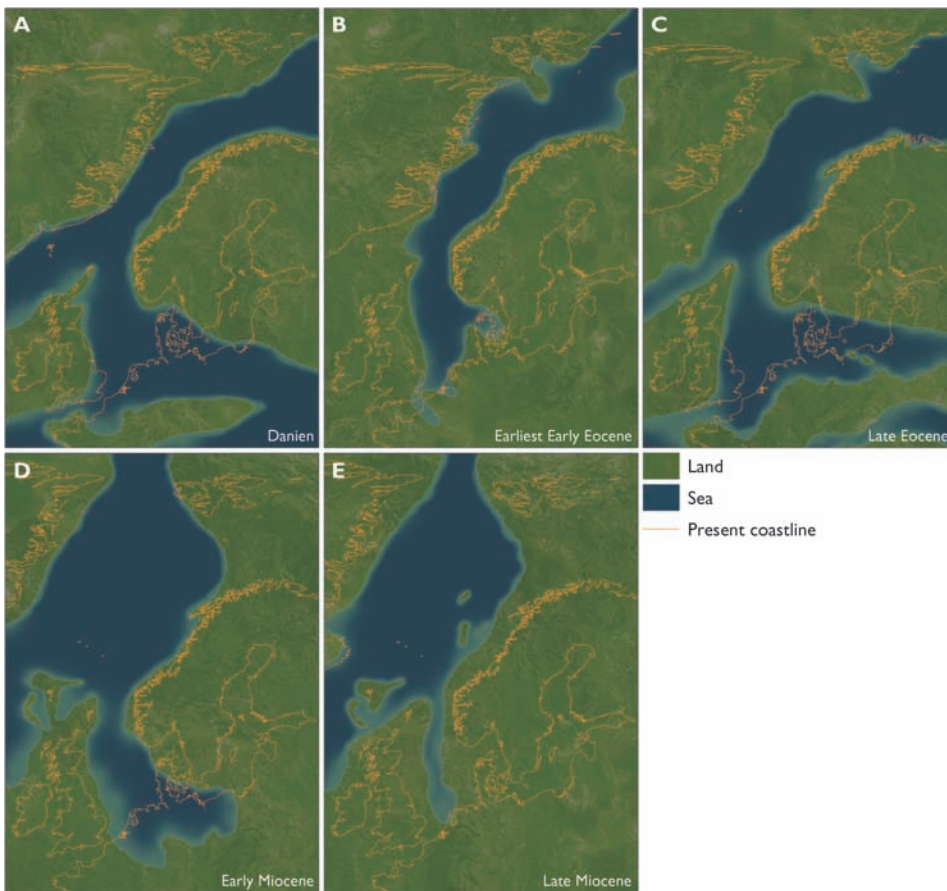 A
B
C
Danien
Earliest Early Eocene
Late Eocene
D
E
Land
Sea
Present coastline
Early Miocene
Late Miocene